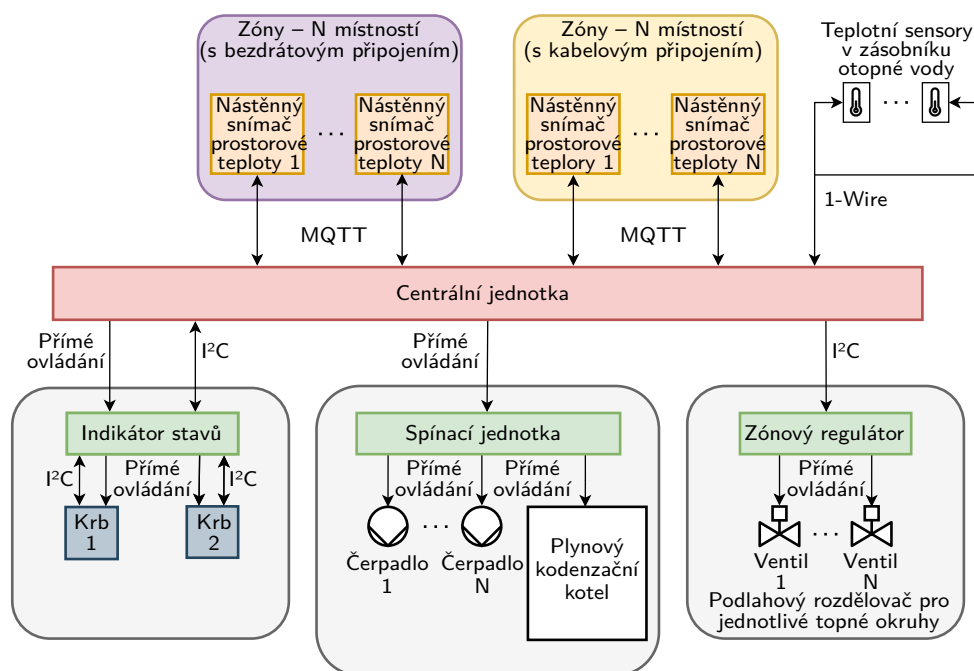 Zóny – N místností
(s bezdrátovým připojením)
Nástěnný
snímač
prostorové
teploty 1
. . .
Nástěnný
snímač
prostorové
teploty N
Zóny – N místností
(s kabelovým připojením)
Nástěnný
snímač
prostorové
teplory 1
. . .
Nástěnný
snímač
prostorové
teploty N
Teplotní sensory
v zásobníku
otopné vody
. . .
MQTT
MQTT
1-Wire
Centrální jednotka
Přímé
ovládání
I²C
Přímé
ovládání
I²C
Indikátor stavů
I²C
Přímé
ovládání
I²C
Krb
1
Krb
2
Spínací jednotka
Přímé
ovládání
Přímé
ovládání
. . .
Čerpadlo
1
Čerpadlo
N
Plynový
kodenzační
kotel
Zónový regulátor
Přímé
ovládání
. . .
Ventil
1
Ventil
N
Podlahový rozdělovač pro
jednotlivé topné okruhy